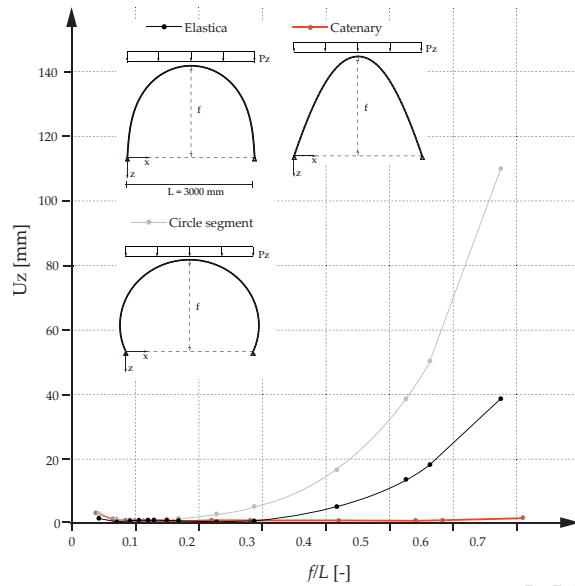 Elastica
Catenary
Pz
Pz
f
f
x
z
x
z
L = 3000 mm
Circle segment
Pz
f
x
z
Uz [mm]
140
120
100
80
60
40
20
0
0 0.1 0.2 0.3 0.4 0.5 0.6 0.7
f/L [-]